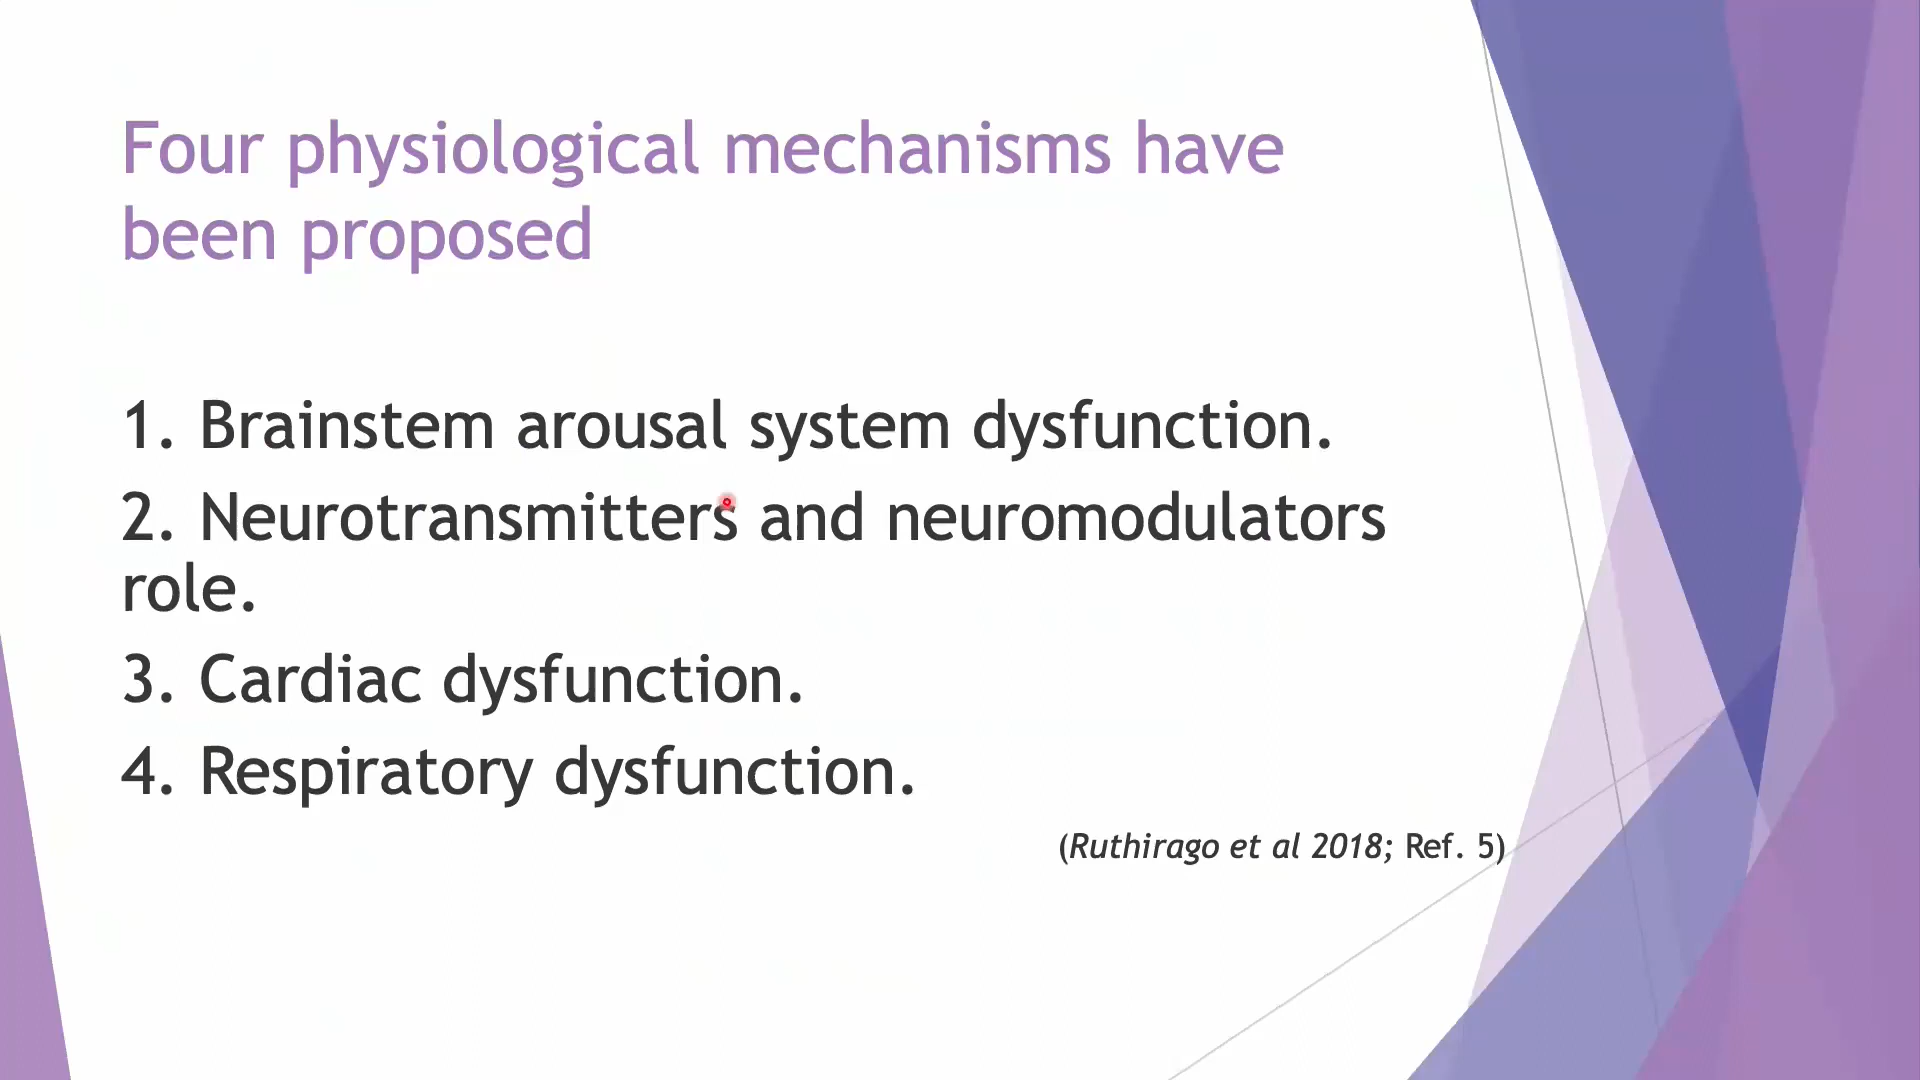 Four physiological mechanisms have
been proposed
1. Brainstem arousal system dysfunction.
2. Neurotransmitters and neuromodulators
role.
3. Cardiac dysfunction.
4. Respiratory dysfunction.
(Ruthirago et al 2018; Ref. 5)